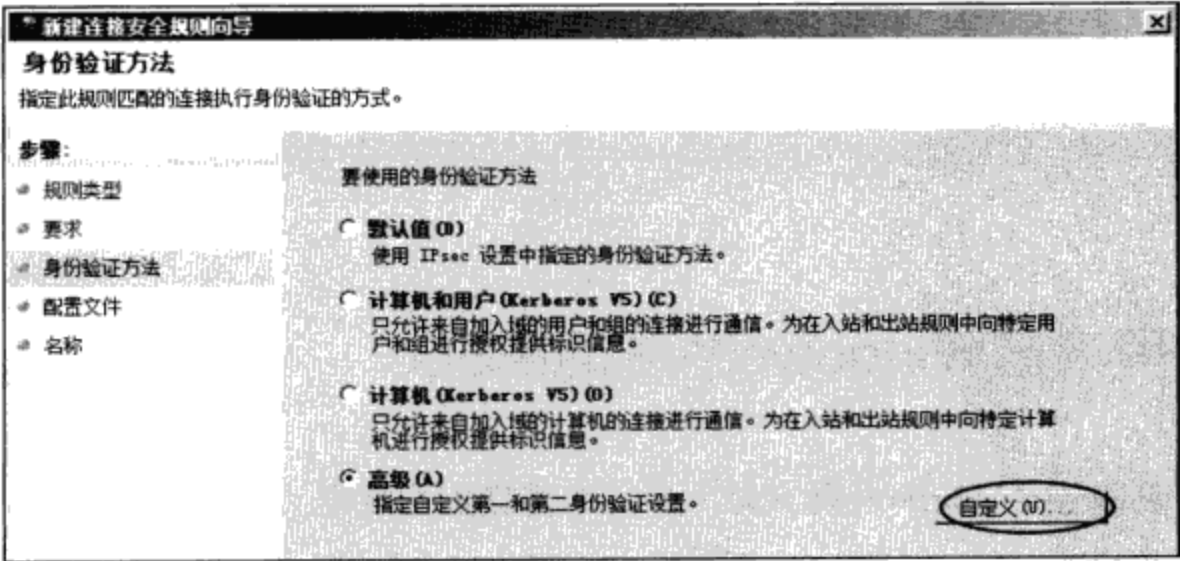 新建连接安全规则向导
身份验证方法
指定此规则匹配的连接执行身份验证的方式。
步骤:
规则类型
要求
身份验证方法
配置文件
名称
要使用的身份验证方法
默认值(D)
使用 IPsec 设置中指定的身份验证方法。
计算机和用户(Kerberos V5)(C)
只允许来自加入域的用户和组的连接进行通信。为在入站和出站规则中向特定用
户和组进行授权提供标识信息。
计算机(Kerberos V5)(O)
只允许来自加入域的计算机的连接进行通信。为在入站和出站规则中向特定计算
机进行授权提供标识信息。
高级(A)
指定自定义第一和第二身份验证设置。
自定义(U)...